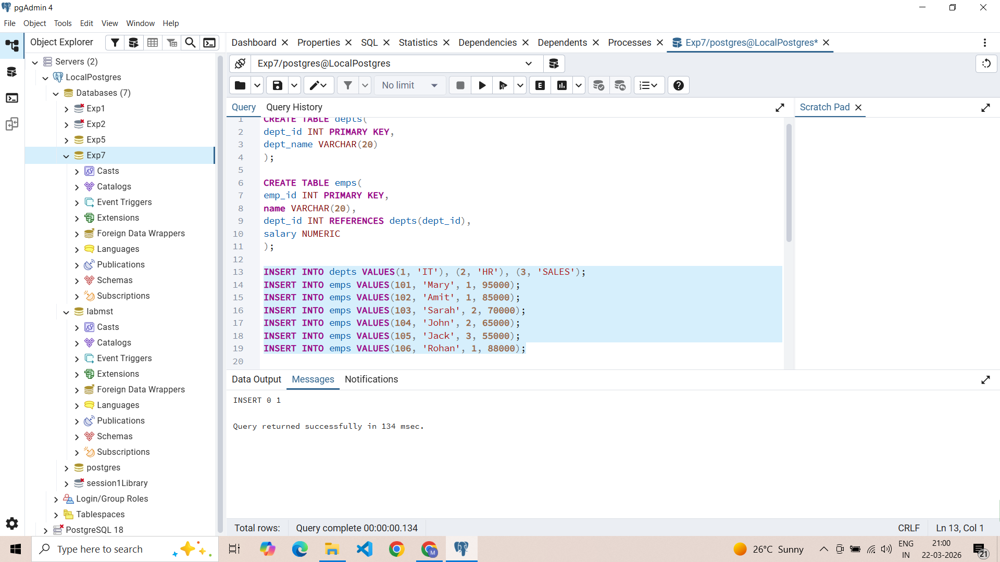 pgAdmin 4
File Object Tools Edit View Window Help
Object Explorer
Dashboard Properties SQL Statistics Dependencies Dependents Processes Exp7/postgres@LocalPostgres*
Servers (2)
LocalPostgres
Databases (7)
Exp1
Exp2
Exp5
Exp7
Casts
Catalogs
Event Triggers
Extensions
Foreign Data Wrappers
Languages
Publications
Schemas
Subscriptions
labmst
Casts
Catalogs
Event Triggers
Extensions
Foreign Data Wrappers
Languages
Publications
Schemas
Subscriptions
postgres
session1Library
Login/Group Roles
Tablespaces
PostgreSQL 18
Exp7/postgres@LocalPostgres
No limit
E
Query Query History
Scratch Pad
1 CREATE TABLE depts(
2 dept_id INT PRIMARY KEY,
3 dept_name VARCHAR(20)
4 );
5
6 CREATE TABLE emps(
7 emp_id INT PRIMARY KEY,
8 name VARCHAR(20),
9 dept_id INT REFERENCES depts(dept_id),
10 salary NUMERIC
11 );
12
13 INSERT INTO depts VALUES(1, 'IT'), (2, 'HR'), (3, 'SALES');
14 INSERT INTO emps VALUES(101, 'Mary', 1, 95000);
15 INSERT INTO emps VALUES(102, 'Amit', 1, 85000);
16 INSERT INTO emps VALUES(103, 'Sarah', 2, 70000);
17 INSERT INTO emps VALUES(104, 'John', 2, 65000);
18 INSERT INTO emps VALUES(105, 'Jack', 3, 55000);
19 INSERT INTO emps VALUES(106, 'Rohan', 1, 88000);
20
Data Output Messages Notifications
INSERT 0 1
Query returned successfully in 134 msec.
Total rows: Query complete 00:00:00.134
CRLF Ln 13, Col 1
Type here to search
M
26°C Sunny
ENG
IN
21:00
22-03-2026
21